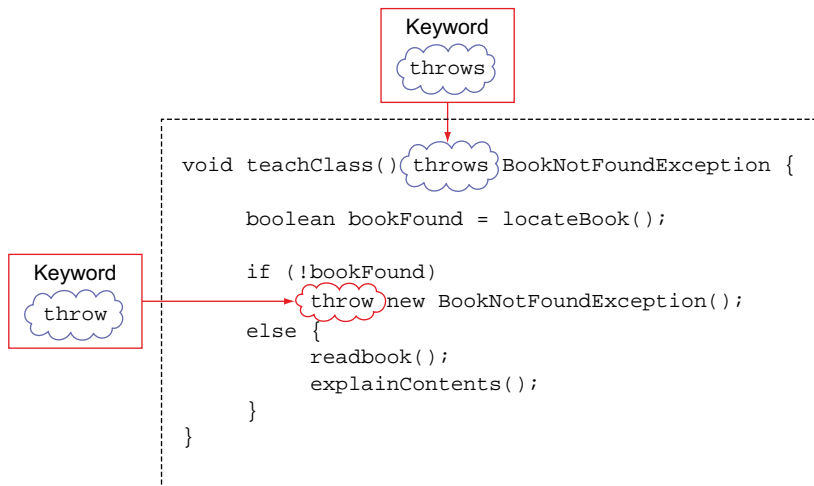 Keyword
throws
void teachClass() throws BookNotFoundException {
boolean bookFound = locateBook();
if (!bookFound)
Keyword
throw
throw new BookNotFoundException();
else {
readbook();
explainContents();
}
}